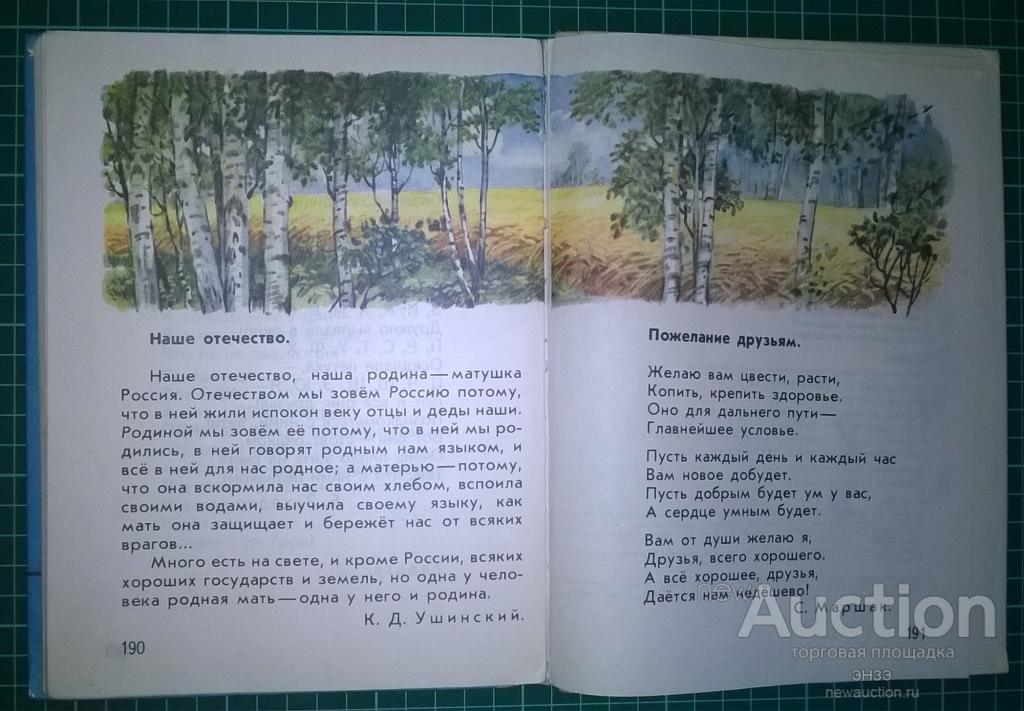 Наше отечество.
Наше отечество, наша родина—матушка
Россия. Отечеством мы зовём Россию потому,
что в ней жили испокон веку отцы и деды наши.
Родиной мы зовём её потому, что в ней мы ро-
дились, в ней говорят родным нам языком, и
всё в ней для нас родное; а матерью—потому,
что она вскормила нас своим хлебом, вспоила
своими водами, выучила своему языку, как
мать она защищает и бережёт нас от всяких
врагов...
Много есть на свете, и кроме России, всяких
хороших государств и земель, но одна у чело-
века родная мать—одна у него и родина.
К. Д. Ушинский.
190
Пожелание друзьям.
Желаю вам цвести, расти,
Копить, крепить здоровье.
Оно для дальнего пути—
Главнейшее условье.
Пусть каждый день и каждый час
Вам новое добудет.
Пусть добрым будет ум у вас,
А сердце умным будет.
Вам от души желаю я,
Друзья, всего хорошего.
А всё хорошее, друзья,
Даётся нам недёшево!
С. Маршак.
191
newAuction
торговая площадка
ЭНЗЭ
newauction.ru